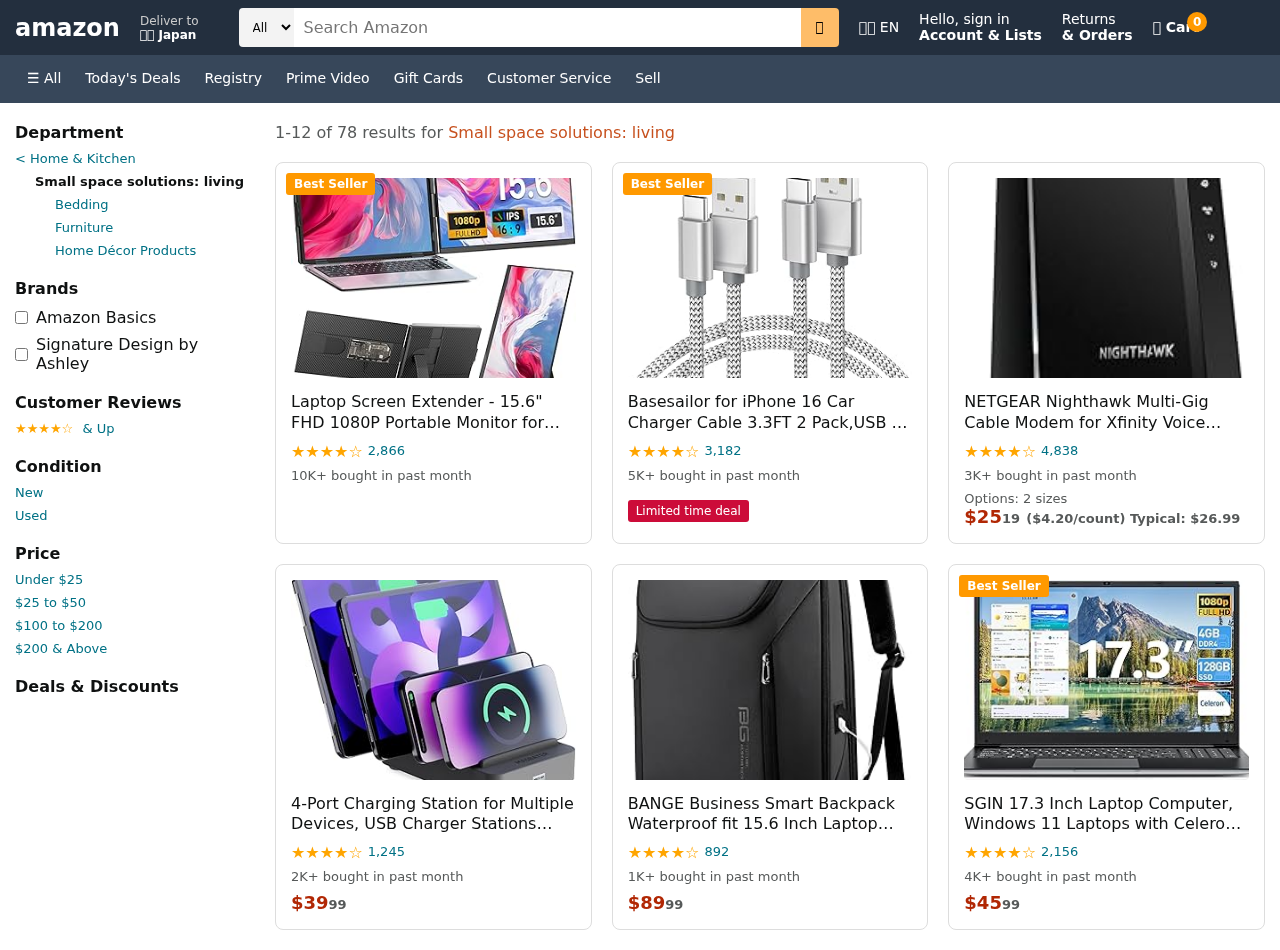 amazon
Deliver to
Japan
All
Search Amazon
EN
Hello, sign in
Account & Lists
Returns
& Orders
0
☰ All
Today's Deals
Registry
Prime Video
Gift Cards
Customer Service
Sell
Department
< Home & Kitchen
Small space solutions: living
Bedding
Furniture
Home Décor Products
Brands
Amazon Basics
Signature Design by
Ashley
Customer Reviews
★★★★☆ & Up
Condition
New
Used
Price
Under $25
$25 to $50
$100 to $200
$200 & Above
Deals & Discounts
1-12 of 78 results for Small space solutions: living
Best Seller
15.6
1080p
FULL HD
IPS
16:9
15.6"
Laptop Screen Extender - 15.6"
FHD 1080P Portable Monitor for…
★★★★☆ 2,866
10K+ bought in past month
Best Seller
Basesailor for iPhone 16 Car
Charger Cable 3.3FT 2 Pack,USB …
★★★★☆ 3,182
5K+ bought in past month
Limited time deal
NIGHTHAWK
NETGEAR Nighthawk Multi-Gig
Cable Modem for Xfinity Voice…
★★★★☆ 4,838
3K+ bought in past month
Options: 2 sizes
$2519 ($4.20/count) Typical: $26.99
4-Port Charging Station for Multiple
Devices, USB Charger Stations…
★★★★☆ 1,245
2K+ bought in past month
$3999
BANGE Business Smart Backpack
Waterproof fit 15.6 Inch Laptop…
★★★★☆ 892
1K+ bought in past month
$8999
Best Seller
1080p
FULL HD
4GB
DDR4
128GB
SSD
Celeron
17.3"
SGIN 17.3 Inch Laptop Computer,
Windows 11 Laptops with Celero…
★★★★☆ 2,156
4K+ bought in past month
$4599